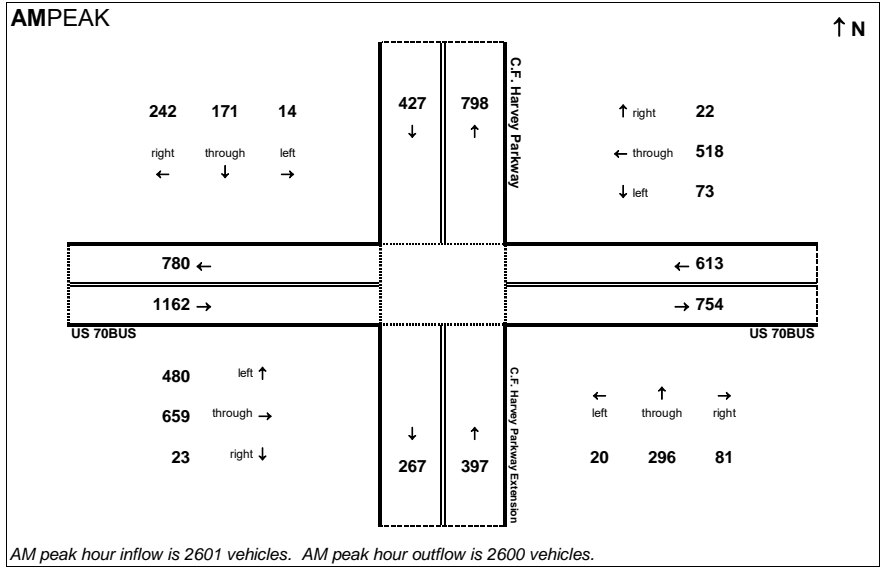 AMPEAK
↑ N
C.F. Harvey Parkway
427 798
↓ ↑
242 171 14
right through left
← ↓ →
↑ right 22
← through 518
↓ left 73
780 ←
← 613
1162 →
→ 754
US 70BUS
US 70BUS
480 left ↑
659 through →
23 right ↓
C.F. Harvey Parkway Extension
↓ ↑
267 397
← ↑ →
left through right
20 296 81
AM peak hour inflow is 2601 vehicles. AM peak hour outflow is 2600 vehicles.